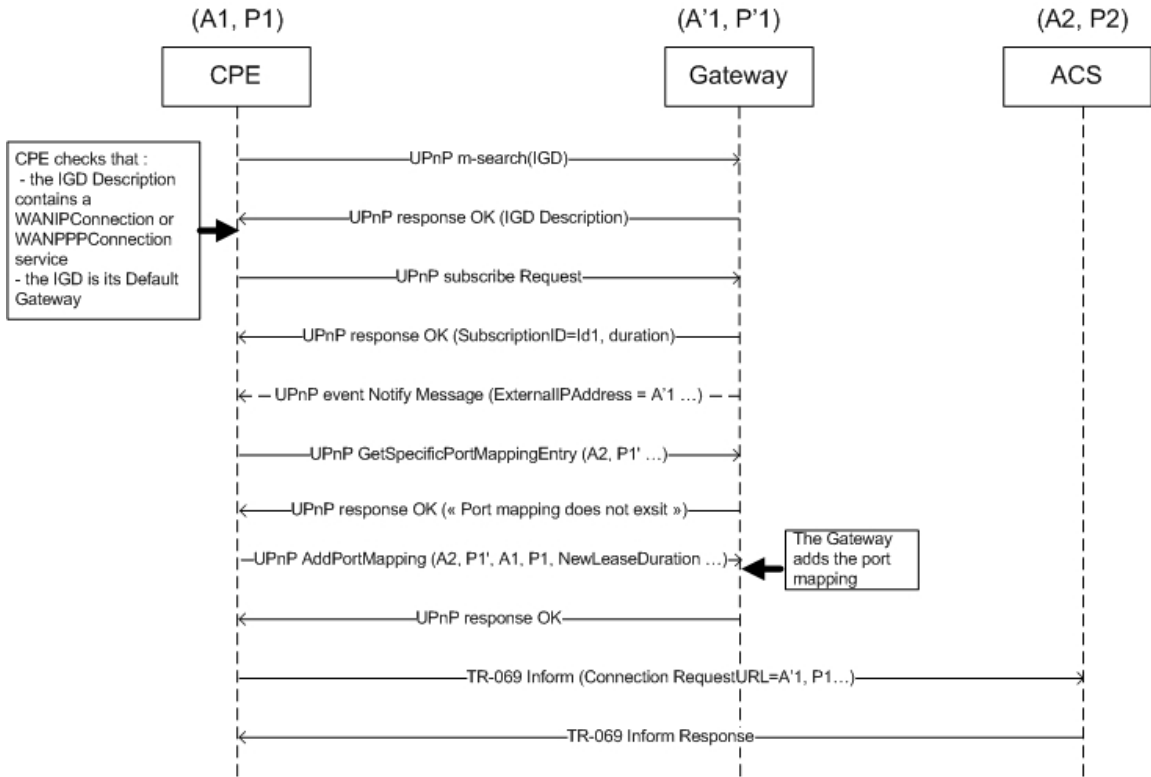 (A1, P1)
(A’1, P’1)
(A2, P2)
CPE
Gateway
ACS
CPE checks that :
- the IGD Description
contains a
WANIPConnection or
WANPPPConnection
service
- the IGD is its Default
Gateway
UPnP m-search(IGD)
UPnP response OK (IGD Description)
UPnP subscribe Request
UPnP response OK (SubscriptionID=Id1, duration)
UPnP event Notify Message (ExternalIPAddress = A’1 …)
UPnP GetSpecificPortMappingEntry (A2, P1' …)
UPnP response OK (« Port mapping does not exsit »)
UPnP AddPortMapping (A2, P1', A1, P1, NewLeaseDuration …)
The Gateway
adds the port
mapping
UPnP response OK
TR-069 Inform (Connection RequestURL=A'1, P1…)
TR-069 Inform Response